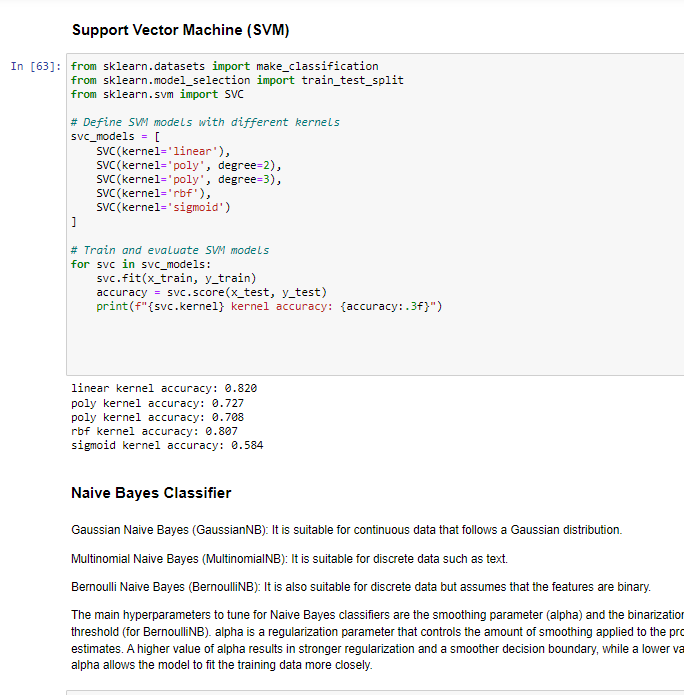 Support Vector Machine (SVM)
In [63]: from sklearn.datasets import make_classification
from sklearn.model_selection import train_test_split
from sklearn.svm import SVC
# Define SVM models with different kernels
svc_models = [
    SVC(kernel='linear'),
    SVC(kernel='poly', degree=2),
    SVC(kernel='poly', degree=3),
    SVC(kernel='rbf'),
    SVC(kernel='sigmoid')
]
# Train and evaluate SVM models
for svc in svc_models:
    svc.fit(x_train, y_train)
    accuracy = svc.score(x_test, y_test)
    print(f"{svc.kernel} kernel accuracy: {accuracy:.3f}")
linear kernel accuracy: 0.820
poly kernel accuracy: 0.727
poly kernel accuracy: 0.708
rbf kernel accuracy: 0.807
sigmoid kernel accuracy: 0.584
Naive Bayes Classifier
Gaussian Naive Bayes (GaussianNB): It is suitable for continuous data that follows a Gaussian distribution.
Multinomial Naive Bayes (MultinomialNB): It is suitable for discrete data such as text.
Bernoulli Naive Bayes (BernoulliNB): It is also suitable for discrete data but assumes that the features are binary.
The main hyperparameters to tune for Naive Bayes classifiers are the smoothing parameter (alpha) and the
threshold (for BernoulliNB). alpha is a regularization parameter that controls the amount of smoothing applied to the
estimates. A higher value of alpha results in stronger regularization and a smoother decision boundary, while a lower
alpha allows the model to fit the training data more closely.